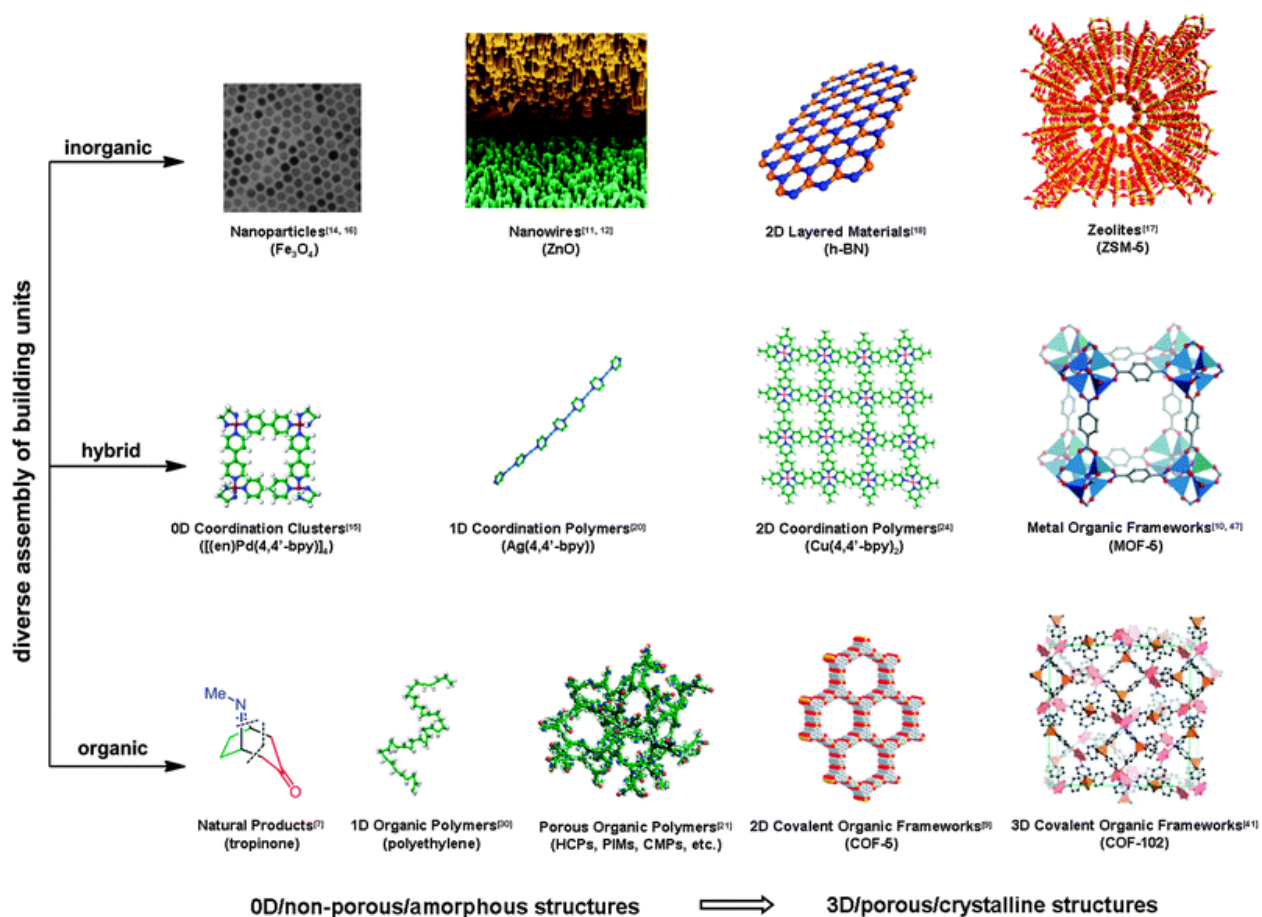 diverse assembly of building units
inorganic
Nanoparticles[14, 16]
(Fe₃O₄)
Nanowires[11, 12]
(ZnO)
2D Layered Materials[18]
(h-BN)
Zeolites[17]
(ZSM-5)
hybrid
0D Coordination Clusters[15]
([[(en)Pd(4,4'-bpy)]₄)
1D Coordination Polymers[20]
(Ag(4,4'-bpy))
2D Coordination Polymers[24]
(Cu(4,4'-bpy)₂)
Metal Organic Frameworks[10, 47]
(MOF-5)
organic
Me
N
O
Natural Products[7]
(tropinone)
1D Organic Polymers[30]
(polyethylene)
Porous Organic Polymers[21]
(HCPs, PIMs, CMPs, etc.)
2D Covalent Organic Frameworks[9]
(COF-5)
3D Covalent Organic Frameworks[41]
(COF-102)
0D/non-porous/amorphous structures
3D/porous/crystalline structures